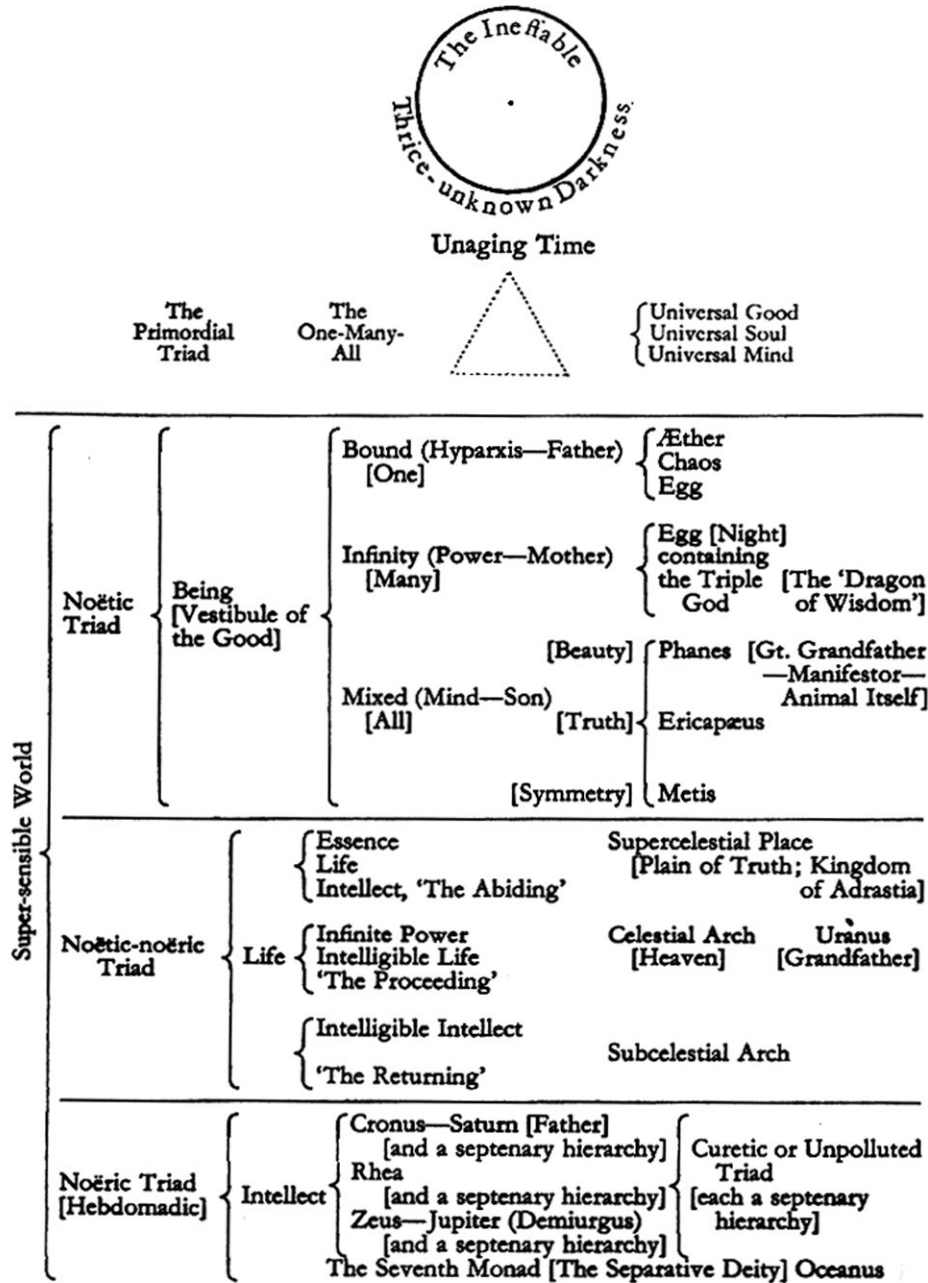 The Ineffable
Thrice-unknown Darkness.
Unaging Time
The
Primordial
Triad
The
One-Many-
All
Universal Good
Universal Soul
Universal Mind
Super-sensible World
Noëtic
Triad
Being
[Vestibule of
the Good]
Bound (Hyparxis—Father)
[One]
Æther
Chaos
Egg
Infinity (Power—Mother)
[Many]
Egg [Night]
containing
the Triple
God
[The 'Dragon
of Wisdom']
Mixed (Mind—Son)
[All]
[Beauty]
[Truth]
[Symmetry]
Phanes
[Gt. Grandfather
—Manifestor—
Animal Itself]
Ericapæus
Metis
Noëtic-noëric
Triad
Life
Essence
Life
Intellect, 'The Abiding'
Supercelestial Place
[Plain of Truth; Kingdom
of Adrastia]
Infinite Power
Intelligible Life
'The Proceeding'
Celestial Arch
[Heaven]
Uranus
[Grandfather]
Intelligible Intellect
'The Returning'
Subcelestial Arch
Noëric Triad
[Hebdomadic]
Intellect
Cronus—Saturn [Father]
[and a septenary hierarchy]
Rhea
[and a septenary hierarchy]
Zeus—Jupiter (Demiurgus)
[and a septenary hierarchy]
Curetic or Unpolluted
Triad
[each a septenary
hierarchy]
The Seventh Monad [The Separative Deity] Oceanus